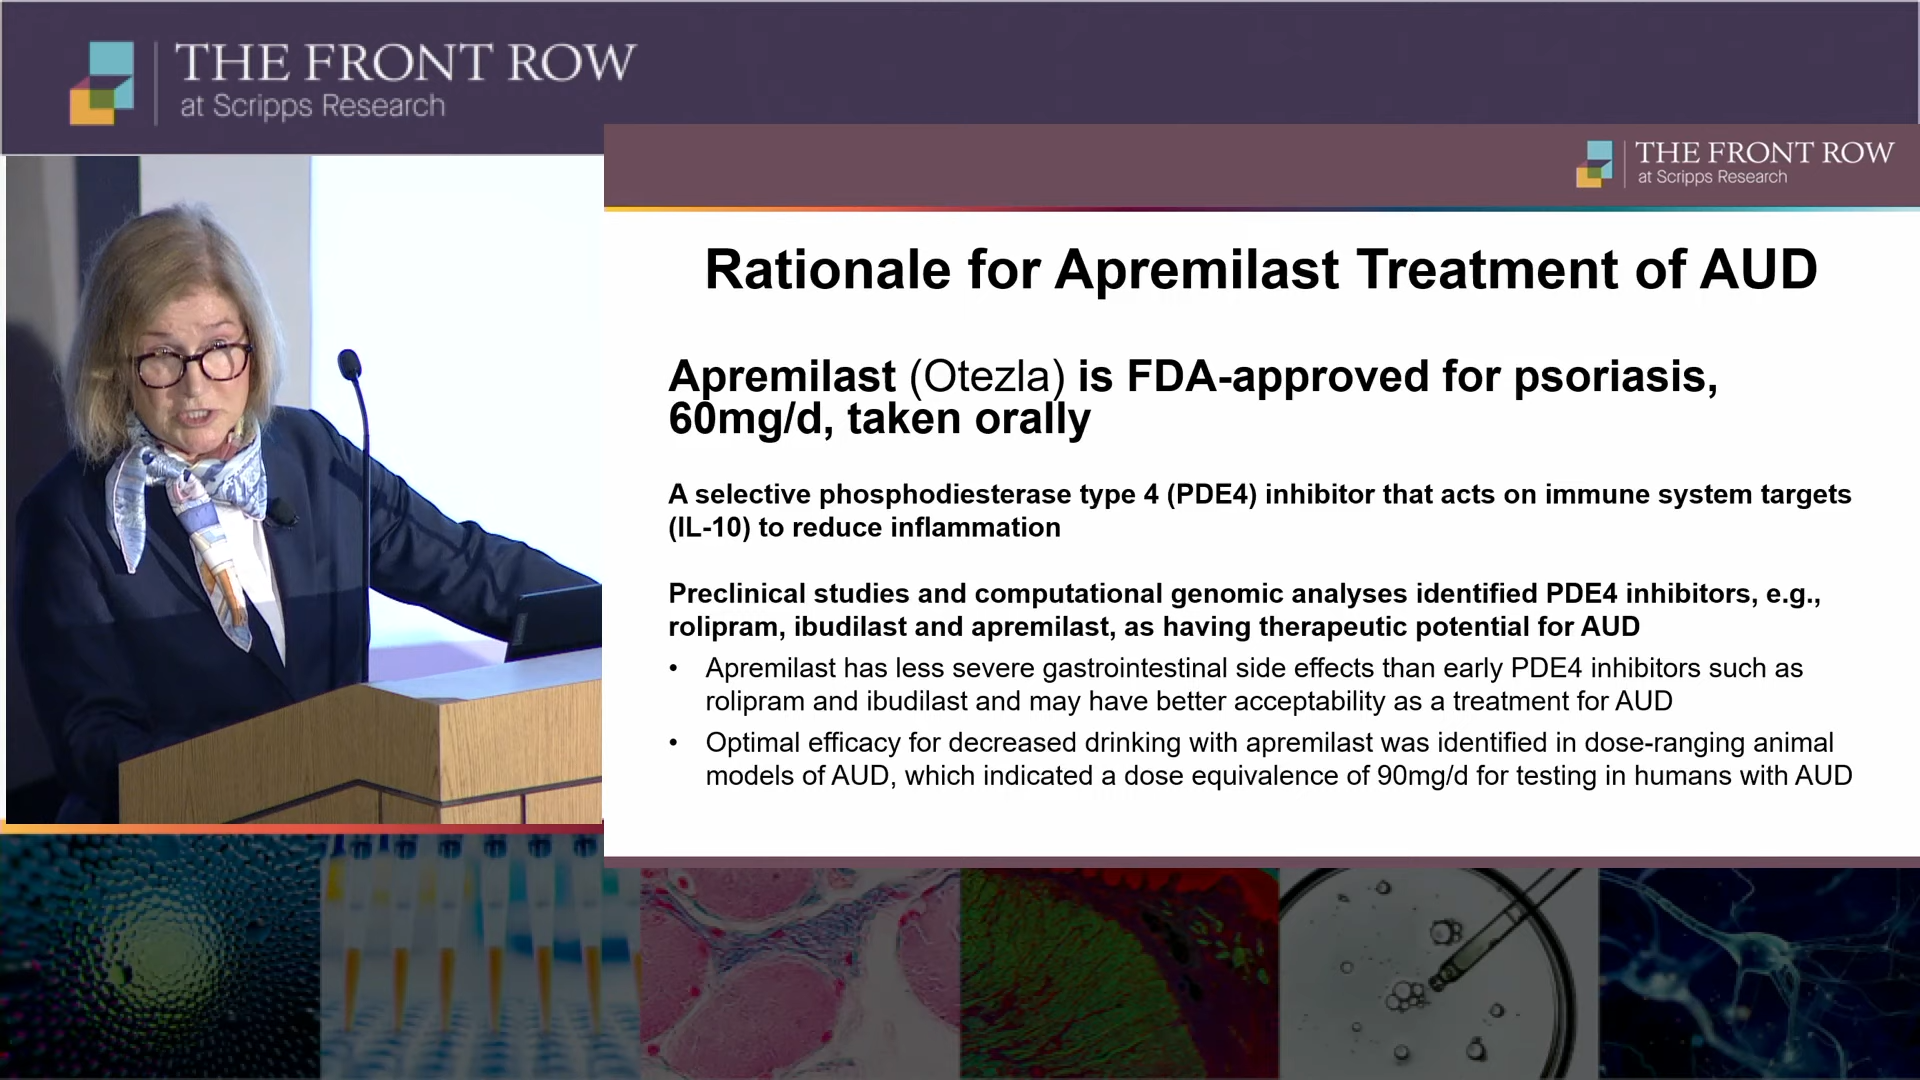 THE FRONT ROW
at Scripps Research
THE FRONT ROW
at Scripps Research
Rationale for Apremilast Treatment of AUD
Apremilast (Otezla) is FDA-approved for psoriasis,
60mg/d, taken orally
A selective phosphodiesterase type 4 (PDE4) inhibitor that acts on immune system targets
(IL-10) to reduce inflammation
Preclinical studies and computational genomic analyses identified PDE4 inhibitors, e.g.,
rolipram, ibudilast and apremilast, as having therapeutic potential for AUD
• Apremilast has less severe gastrointestinal side effects than early PDE4 inhibitors such as
rolipram and ibudilast and may have better acceptability as a treatment for AUD
• Optimal efficacy for decreased drinking with apremilast was identified in dose-ranging animal
models of AUD, which indicated a dose equivalence of 90mg/d for testing in humans with AUD